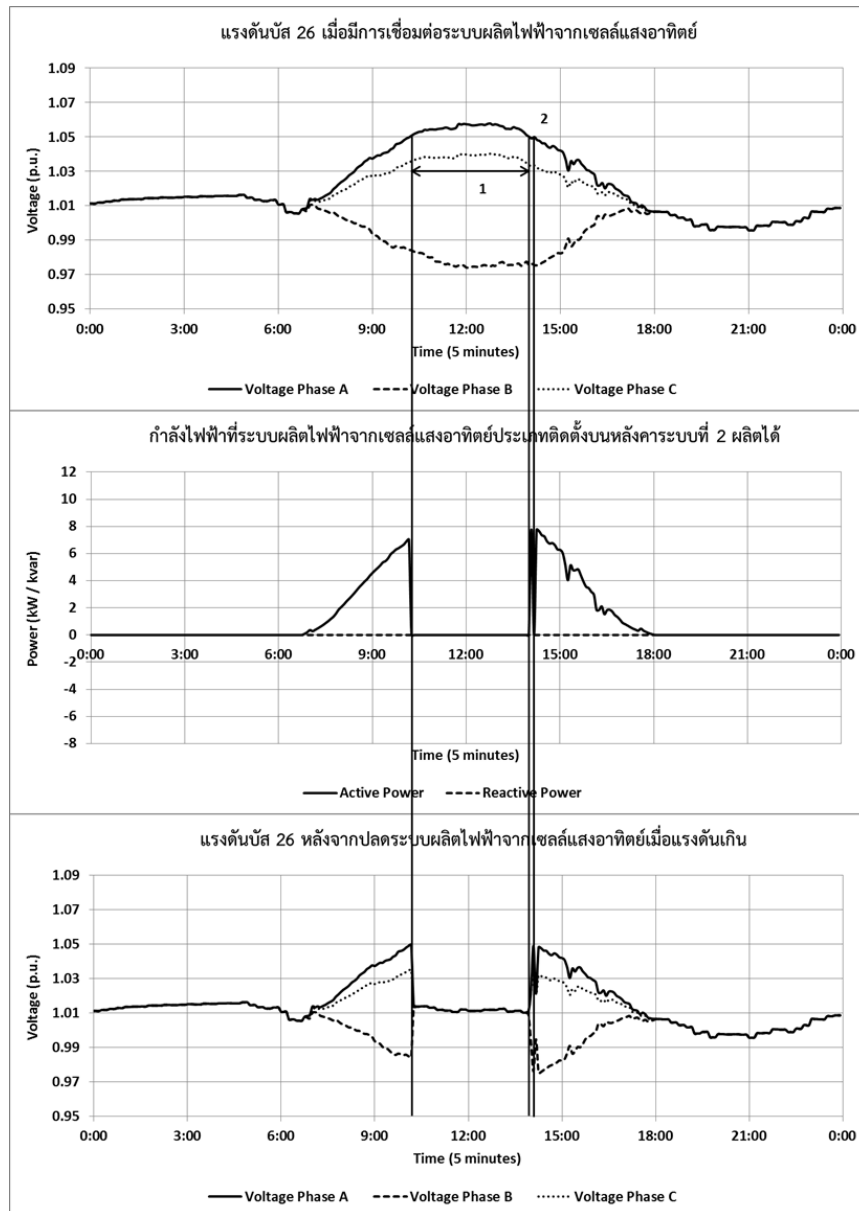 แรงดันบัส 26 เมื่อมีการเชื่อมต่อระบบผลิตไฟฟ้าจากเซลล์แสงอาทิตย์
1.09
1.07
1.05
1.03
1.01
0.99
0.97
0.95
Voltage (p.u.)
2
1
0:00 3:00 6:00 9:00 12:00 15:00 18:00 21:00 0:00
Time (5 minutes)
Voltage Phase A Voltage Phase B Voltage Phase C
กำลังไฟฟ้าที่ระบบผลิตไฟฟ้าจากเซลล์แสงอาทิตย์ประเภทติดตั้งบนหลังคาระบบที่ 2 ผลิตได้
12
10
8
6
4
2
0
-2
-4
-6
-8
Power (kW / kvar)
0:00 3:00 6:00 9:00 12:00 15:00 18:00 21:00 0:00
Time (5 minutes)
Active Power Reactive Power
แรงดันบัส 26 หลังจากปลดระบบผลิตไฟฟ้าจากเซลล์แสงอาทิตย์เมื่อแรงดันเกิน
1.09
1.07
1.05
1.03
1.01
0.99
0.97
0.95
Voltage (p.u.)
0:00 3:00 6:00 9:00 12:00 15:00 18:00 21:00 0:00
Time (5 minutes)
Voltage Phase A Voltage Phase B Voltage Phase C